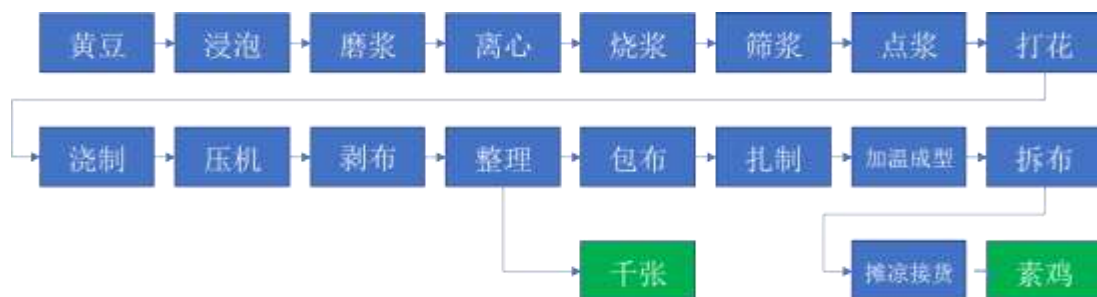 黄豆 浸泡 磨浆 离心 烧浆 筛浆 点浆 打花
浇制 压机 剥布 整理 包布 扎制 加温成型 拆布
千张 摊凉接货 素鸡